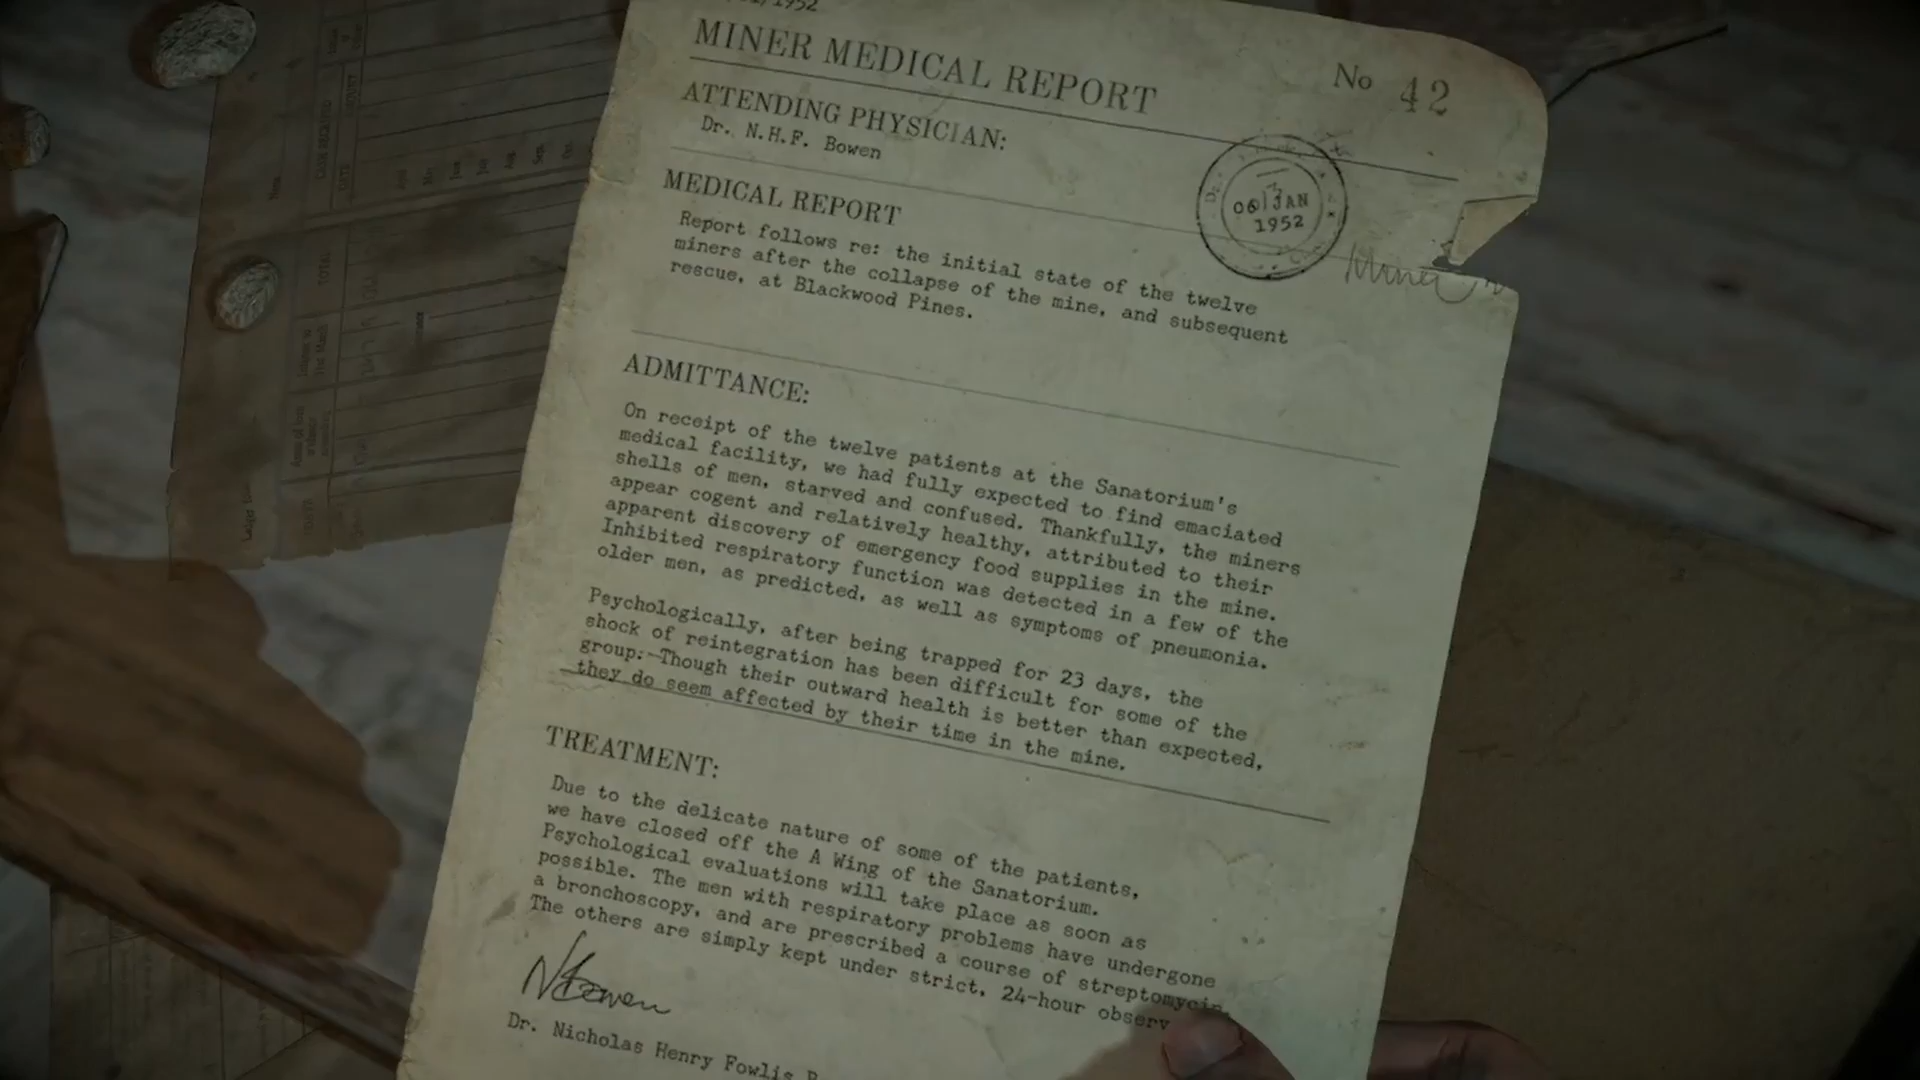 /1952
MINER MEDICAL REPORT
No 42
ATTENDING PHYSICIAN:
Dr. N.H.F. Bowen
JAN
1952
MEDICAL REPORT
Report follows re: the initial state of the twelve
miners after the collapse of the mine, and subsequent
rescue, at Blackwood Pines.
ADMITTANCE:
On receipt of the twelve patients at the Sanatorium's
medical facility, we had fully expected to find emaciated
shells of men, starved and confused. Thankfully, the miners
appear cogent and relatively healthy, attributed to their
apparent discovery of emergency food supplies in the mine.
Inhibited respiratory function was detected in a few of the
older men, as predicted, as well as symptoms of pneumonia.
Psychologically, after being trapped for 23 days, the
shock of reintegration has been difficult for some of the
group. Though their outward health is better than expected,
they do seem affected by their time in the mine.
TREATMENT:
Due to the delicate nature of some of the patients,
we have closed off the A Wing of the Sanatorium.
Psychological evaluations will take place as soon as
possible. The men with respiratory problems have undergone
a bronchoscopy, and are prescribed a course of streptomycin.
The others are simply kept under strict, 24-hour observ
NBowen
Dr. Nicholas Henry Fowlis B
TOTAL